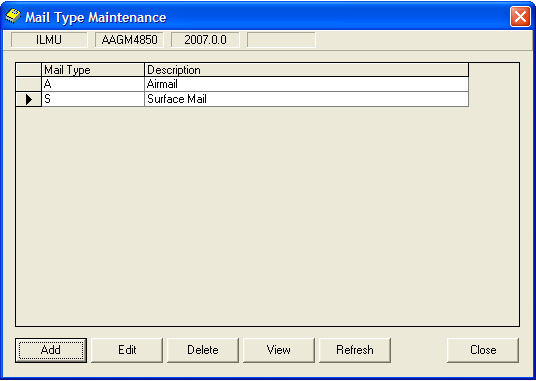 Mail Type Maintenance
ILMU AAGM4850 2007.0.0
Mail Type Description
A Airmail
S Surface Mail
Add Edit Delete View Refresh Close